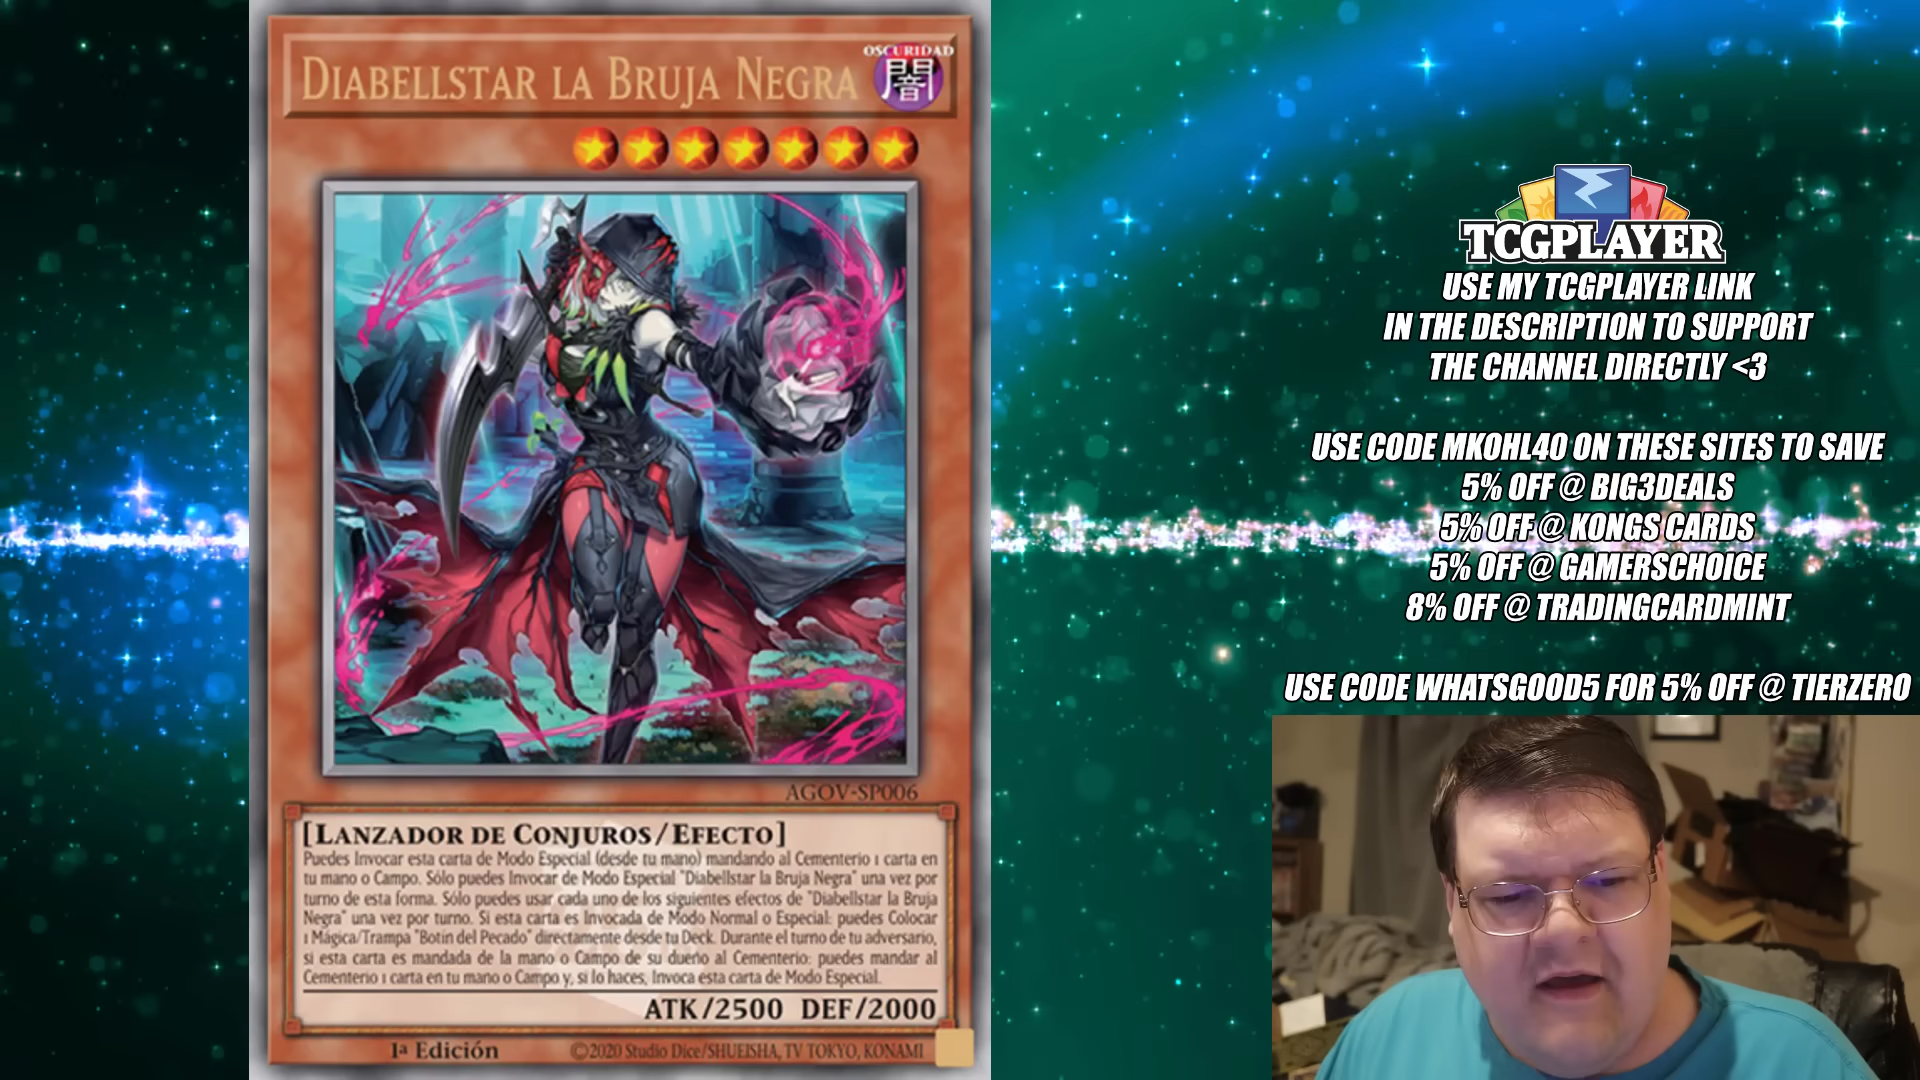 DIABELLSTAR LA BRUJA NEGRA
OSCURIDAD
闇
AGOV-SP006
[LANZADOR DE CONJUROS/EFECTO]
Puedes Invocar esta carta de Modo Especial (desde tu mano) mandando al Cementerio 1 carta en
tu mano o Campo. Sólo puedes Invocar de Modo Especial "Diabellstar la Bruja Negra" una vez por
turno de esta forma. Sólo puedes usar cada uno de los siguientes efectos de "Diabellstar la Bruja
Negra" una vez por turno. Si esta carta es Invocada de Modo Normal o Especial: puedes Colocar
1 Mágica/Trampa "Botín del Pecado" directamente desde tu Deck. Durante el turno de tu adversario,
si esta carta es mandada de la mano o Campo de su dueño al Cementerio: puedes mandar al
Cementerio 1 carta en tu mano o Campo y, si lo haces, Invoca esta carta de Modo Especial.
ATK/2500 DEF/2000
1ª Edición
©2020 Studio Dice/SHUEISHA, TV TOKYO, KONAMI
TCGPLAYER
USE MY TCGPLAYER LINK
IN THE DESCRIPTION TO SUPPORT
THE CHANNEL DIRECTLY <3
USE CODE MKOHL40 ON THESE SITES TO SAVE
5% OFF @ BIG3DEALS
5% OFF @ KONGS CARDS
5% OFF @ GAMERSCHOICE
8% OFF @ TRADINGCARDMINT
USE CODE WHATSGOOD5 FOR 5% OFF @ TIERZERO